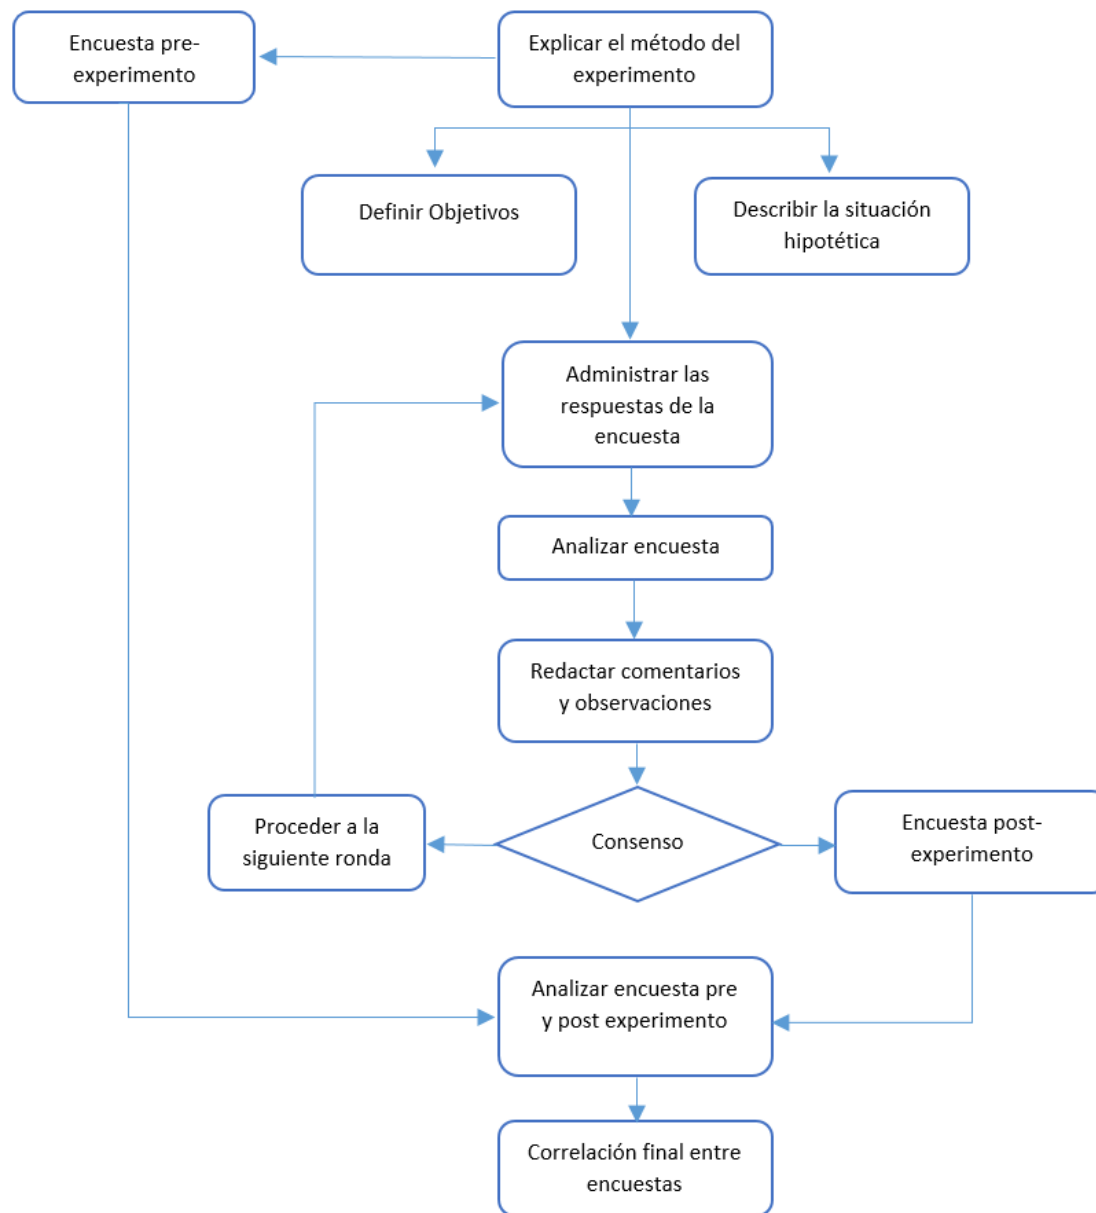 Encuesta pre-
experimento
Explicar el método del
experimento
Definir Objetivos
Describir la situación
hipotética
Administrar las
respuestas de la
encuesta
Analizar encuesta
Redactar comentarios
y observaciones
Proceder a la
siguiente ronda
Consenso
Encuesta post-
experimento
Analizar encuesta pre
y post experimento
Correlación final entre
encuestas